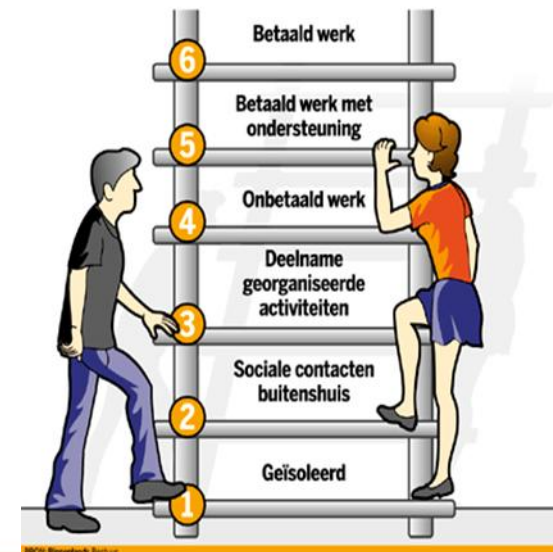 6
Betaald werk
5
Betaald werk met
ondersteuning
4
Onbetaald werk
3
Deelname
georganiseerde
activiteiten
2
Sociale contacten
buitenshuis
1
Geïsoleerd